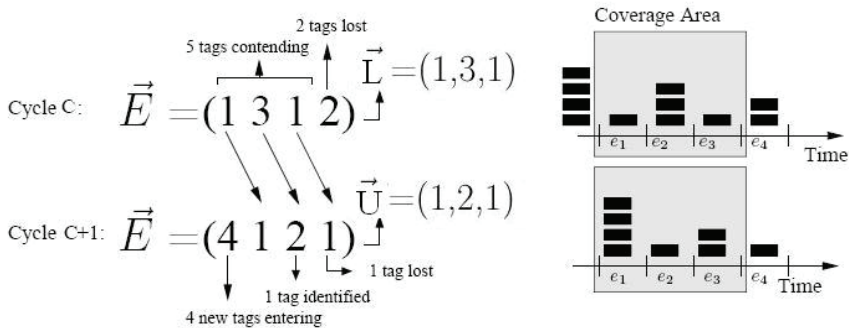 2 tags lost
5 tags contending
Cycle C: E⃗ = (1 3 1 2)
L⃗ = (1,3,1)
Cycle C+1: E⃗ = (4 1 2 1)
U⃗ = (1,2,1)
1 tag lost
1 tag identified
4 new tags entering
Coverage Area
e₁ e₂ e₃ e₄
Time
e₁ e₂ e₃ e₄
Time